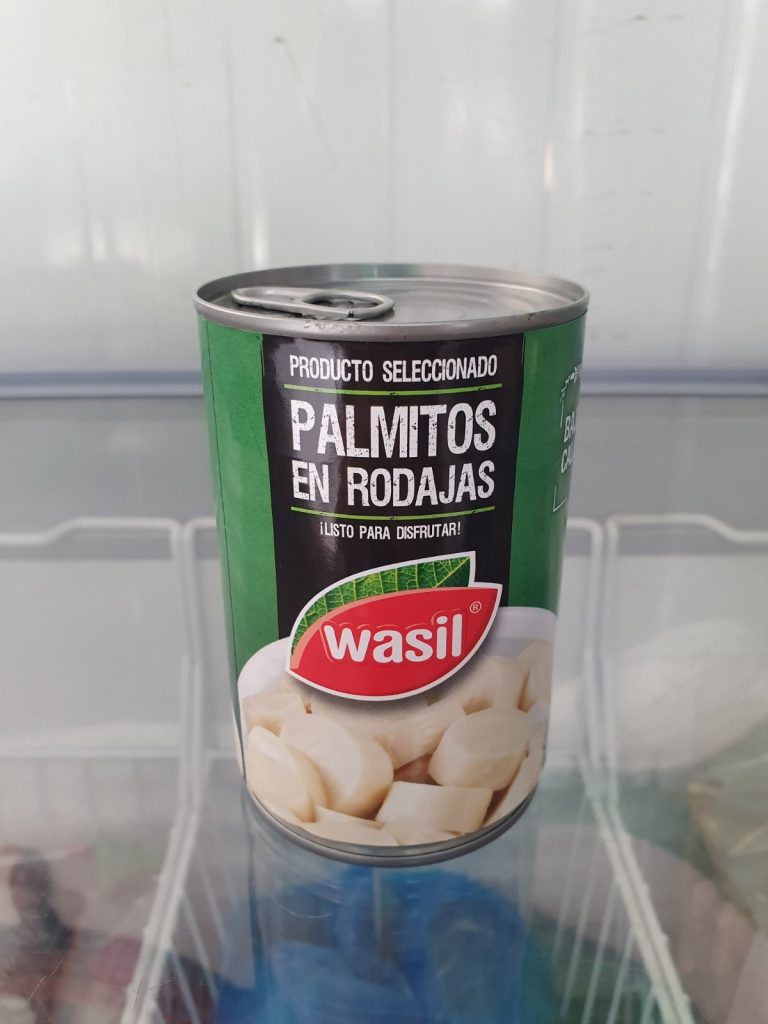 PRODUCTO SELECCIONADO
PALMITOS
EN RODAJAS
¡LISTO PARA DISFRUTAR!
wasil®